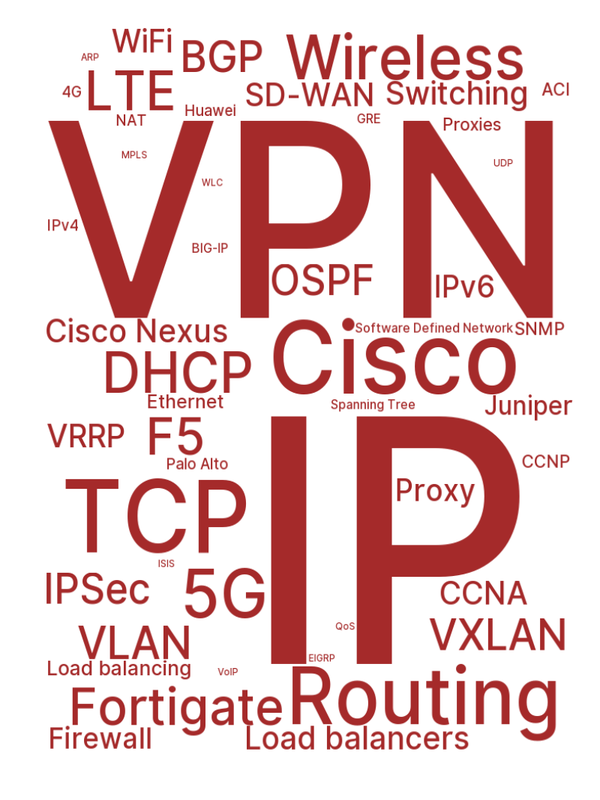 WiFi
BGP
Wireless
ARP
4G
LTE
SD-WAN
Switching
ACI
Huawei
NAT
GRE
Proxies
VPN
MPLS
UDP
WLC
IPv4
BIG-IP
OSPF
IPv6
Cisco Nexus
Cisco
Software Defined Network
SNMP
DHCP
Ethernet
Spanning Tree
Juniper
VRRP
F5
IP
Palo Alto
CCNP
TCP
Proxy
ISIS
IPSec
5G
CCNA
QoS
VXLAN
VLAN
EIGRP
Load balancing
VoIP
Routing
Fortigate
Firewall
Load balancers